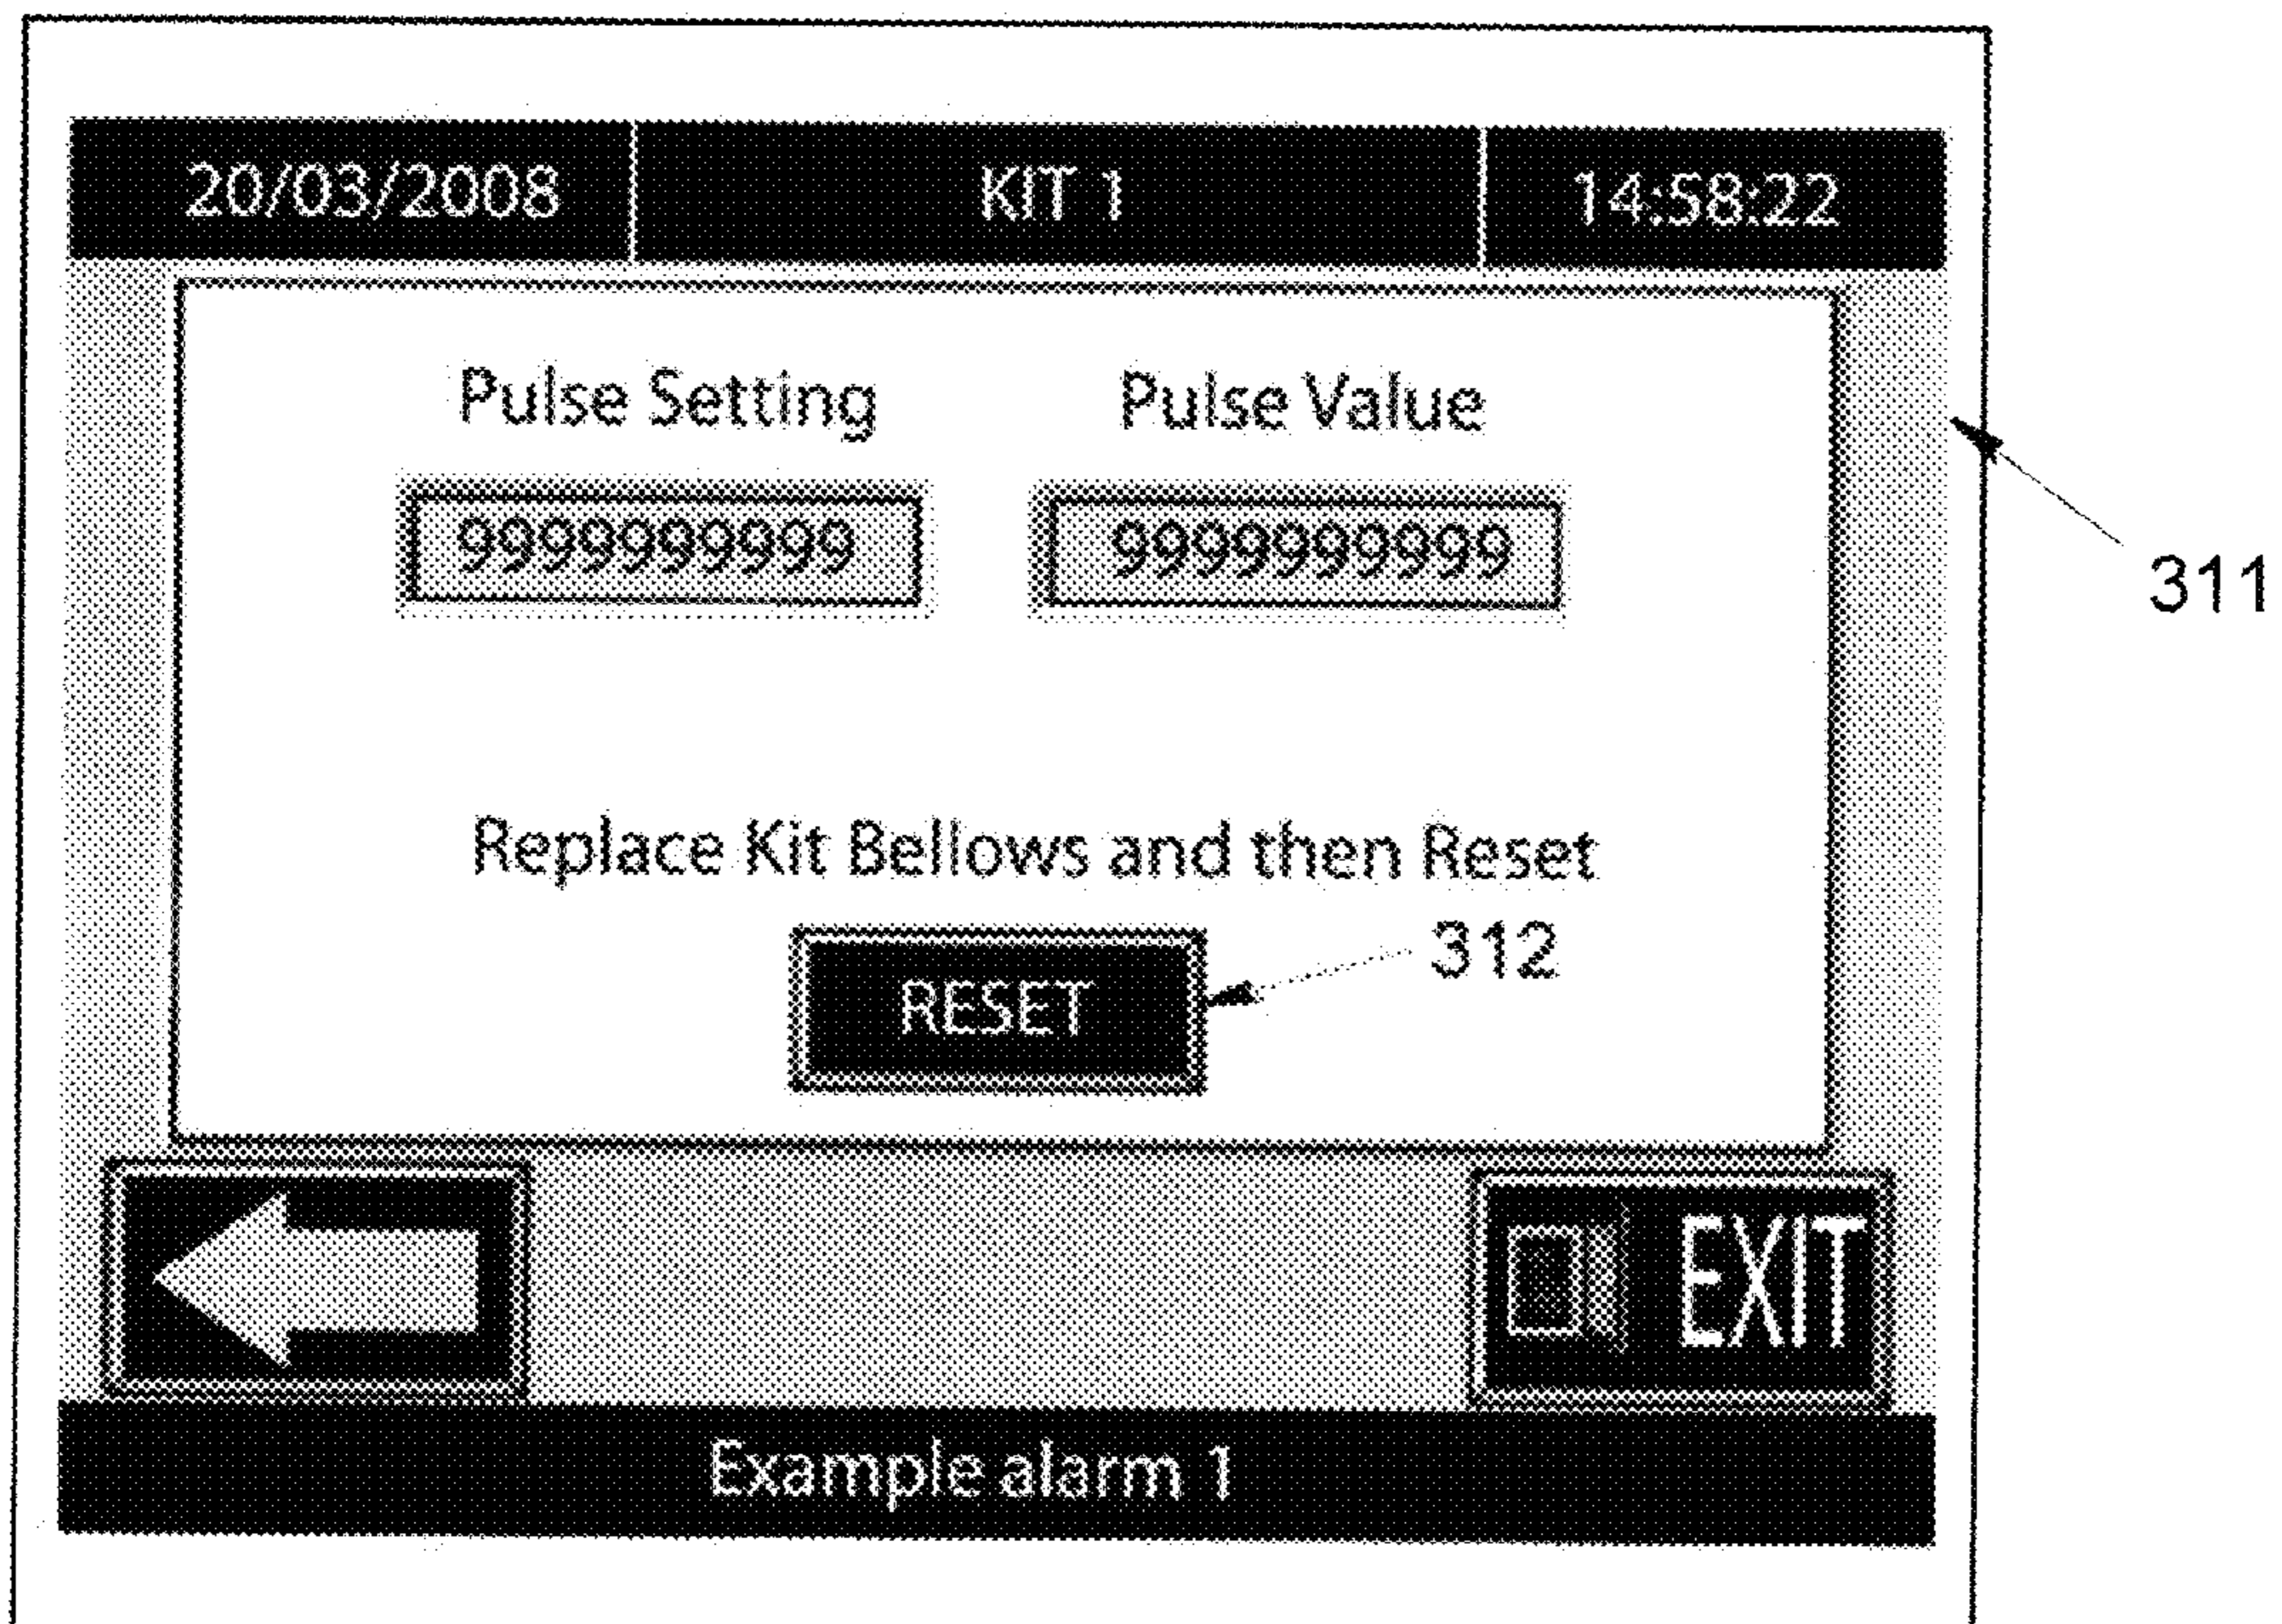 20/03/2008 KIT 1 14:58:22
Pulse Setting Pulse Value
9999999999 9999999999
311
Replace Kit Bellows and then Reset
312
RESET
EXIT
Example alarm 1